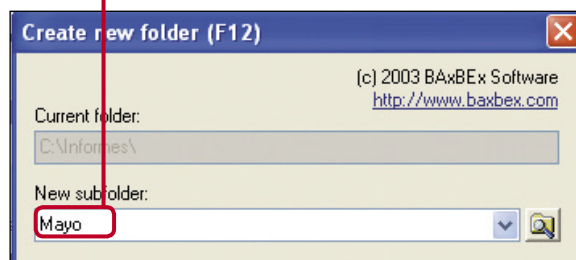 Create new folder (F12)
(c) 2003 BAxBEx Software
http://www.baxbex.com
Current folder:
C:\Informes\
New subfolder:
Mayo